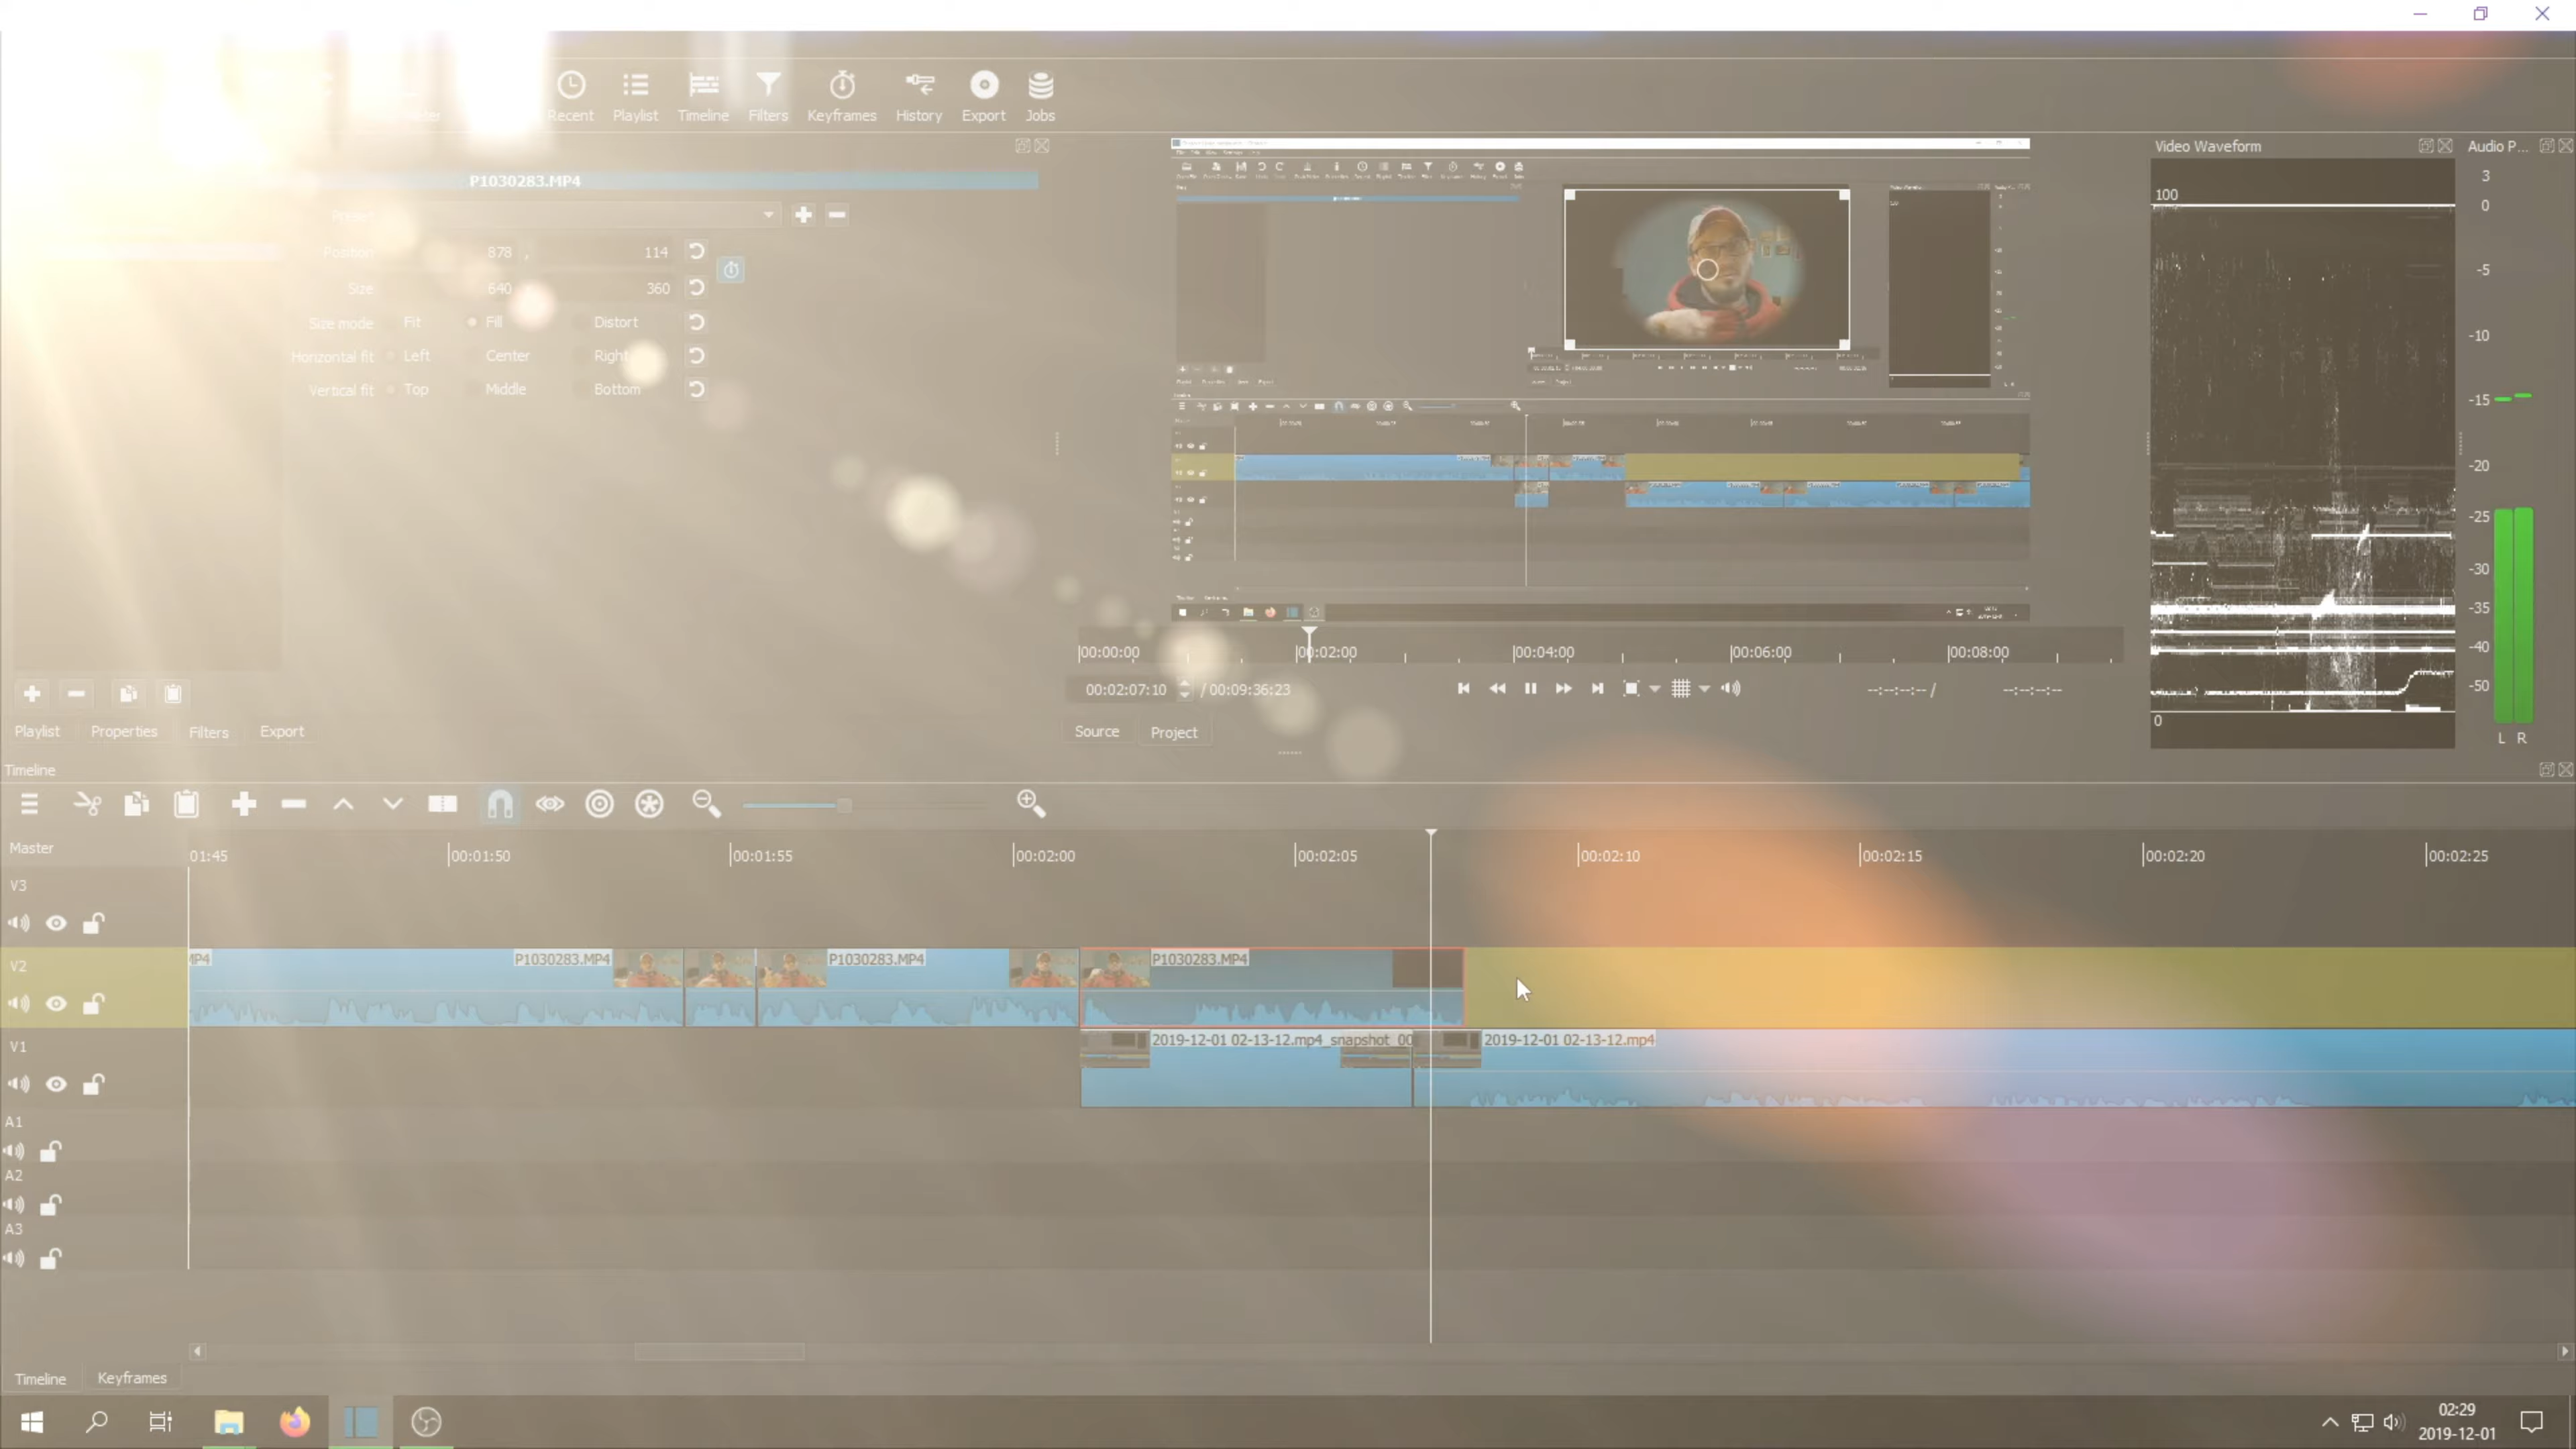 Recent Playlist Timeline Filters Keyframes History Export Jobs
P1030283.MP4
Video Waveform
Audio P...
Preset
Position 878 , 114
Size 640 360
Size mode Fit Fill Distort
Horizontal fit Left Center Right
Vertical fit Top Middle Bottom
100
0
3
0
-5
-10
-15
-20
-25
-30
-35
-40
-50
L R
00:00:00 00:02:00 00:04:00 00:06:00 00:08:00
00:02:07:10 / 00:09:36:23 --:--:--:-- / --:--:--:--
Playlist Properties Filters Export
Source Project
Timeline
Master
01:45 00:01:50 00:01:55 00:02:00 00:02:05 00:02:10 00:02:15 00:02:20 00:02:25
V3
V2
MP4 P1030283.MP4 P1030283.MP4 P1030283.MP4
V1
2019-12-01 02-13-12.mp4_snapshot_00 2019-12-01 02-13-12.mp4
A1
A2
A3
Timeline Keyframes
02:29
2019-12-01